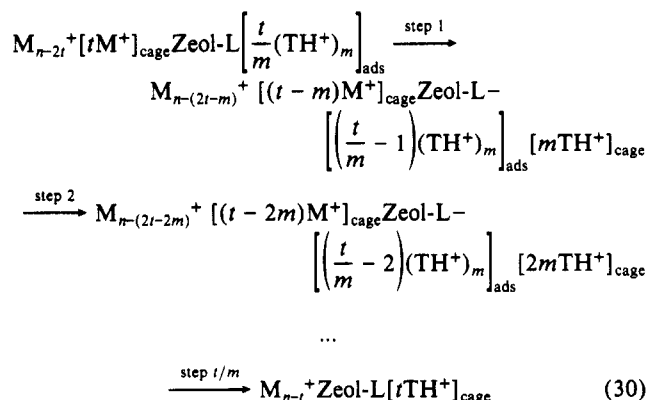 M_{n-2t}^+[tM^+]_{cage}Zeol-L[\frac{t}{m}(TH^+)_m]_{ads} \xrightarrow{step 1}
M_{n-(2t-m)}^+ [(t - m)M^+]_{cage}Zeol-L–
[(\frac{t}{m} - 1)(TH^+)_m]_{ads} [mTH^+]_{cage}
\xrightarrow{step 2} M_{n-(2t-2m)}^+ [(t - 2m)M^+]_{cage}Zeol-L–
[(\frac{t}{m} - 2)(TH^+)_m]_{ads} [2mTH^+]_{cage}
...
\xrightarrow{step t/m} M_{n-t}^+Zeol-L[tTH^+]_{cage} (30)